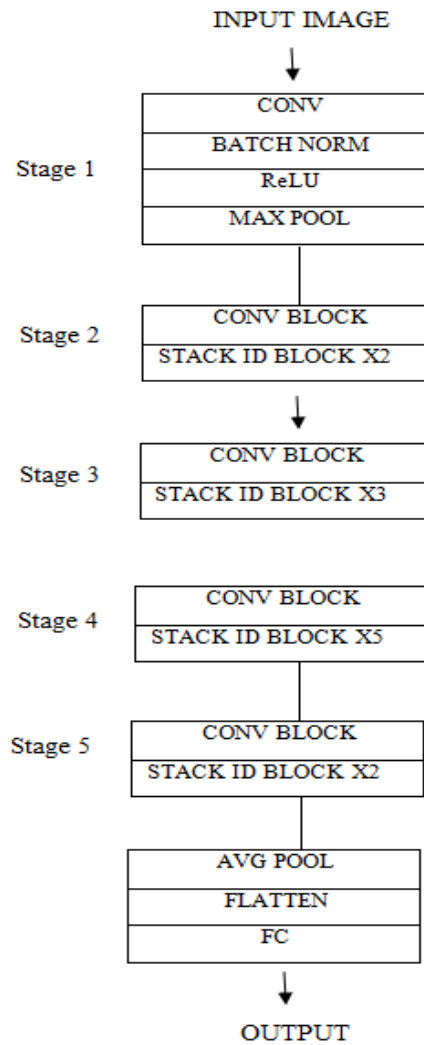 INPUT IMAGE
Stage 1
CONV
BATCH NORM
ReLU
MAX POOL
Stage 2
CONV BLOCK
STACK ID BLOCK X2
Stage 3
CONV BLOCK
STACK ID BLOCK X3
Stage 4
CONV BLOCK
STACK ID BLOCK X5
Stage 5
CONV BLOCK
STACK ID BLOCK X2
AVG POOL
FLATTEN
FC
OUTPUT